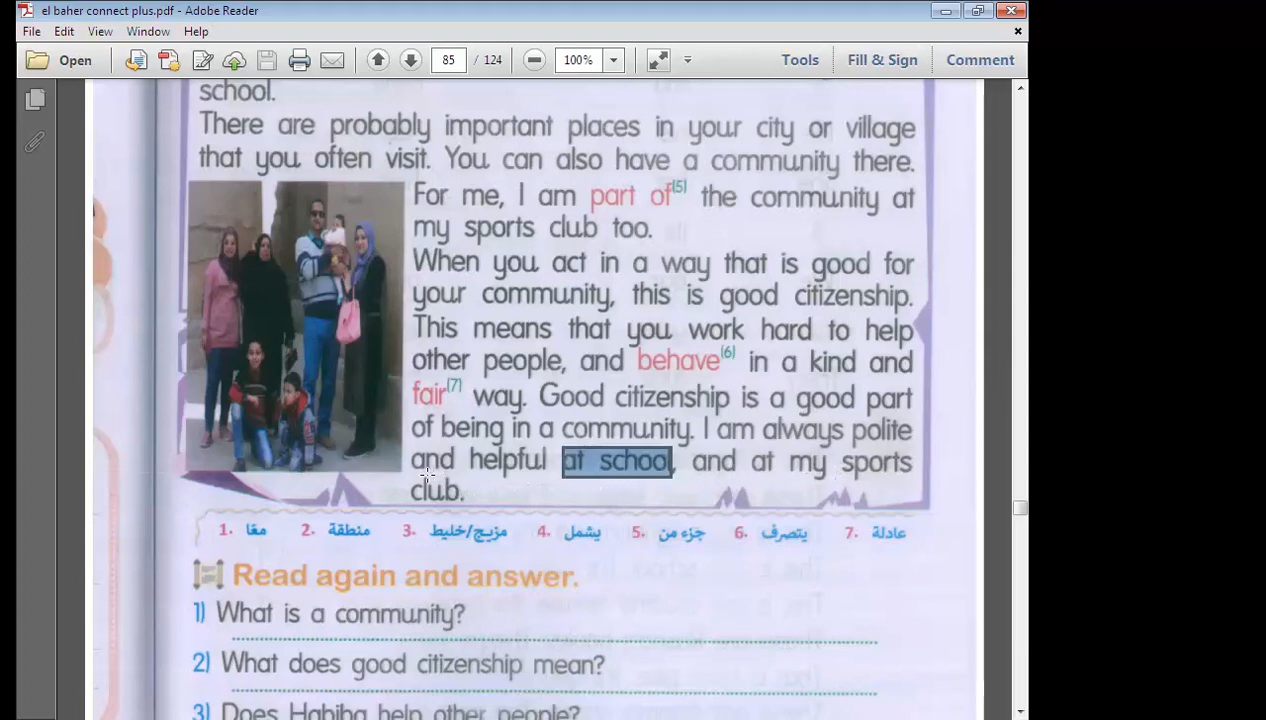 el baher connect plus.pdf - Adobe Reader
File Edit View Window Help
Open 85 / 124 100% Tools Fill & Sign Comment
school.
There are probably important places in your city or village
that you often visit. You can also have a community there.
For me, I am part of(5) the community at
my sports club too.
When you act in a way that is good for
your community, this is good citizenship.
This means that you work hard to help
other people, and behave(6) in a kind and
fair(7) way. Good citizenship is a good part
of being in a community. I am always polite
and helpful at school, and at my sports
club.
1. معًا 2. منطقة 3. مزيج/خليط 4. يشمل 5. جزء من 6. يتصرف 7. عادلة
Read again and answer.
1) What is a community?
2) What does good citizenship mean?
3) Does Habiba help other people?